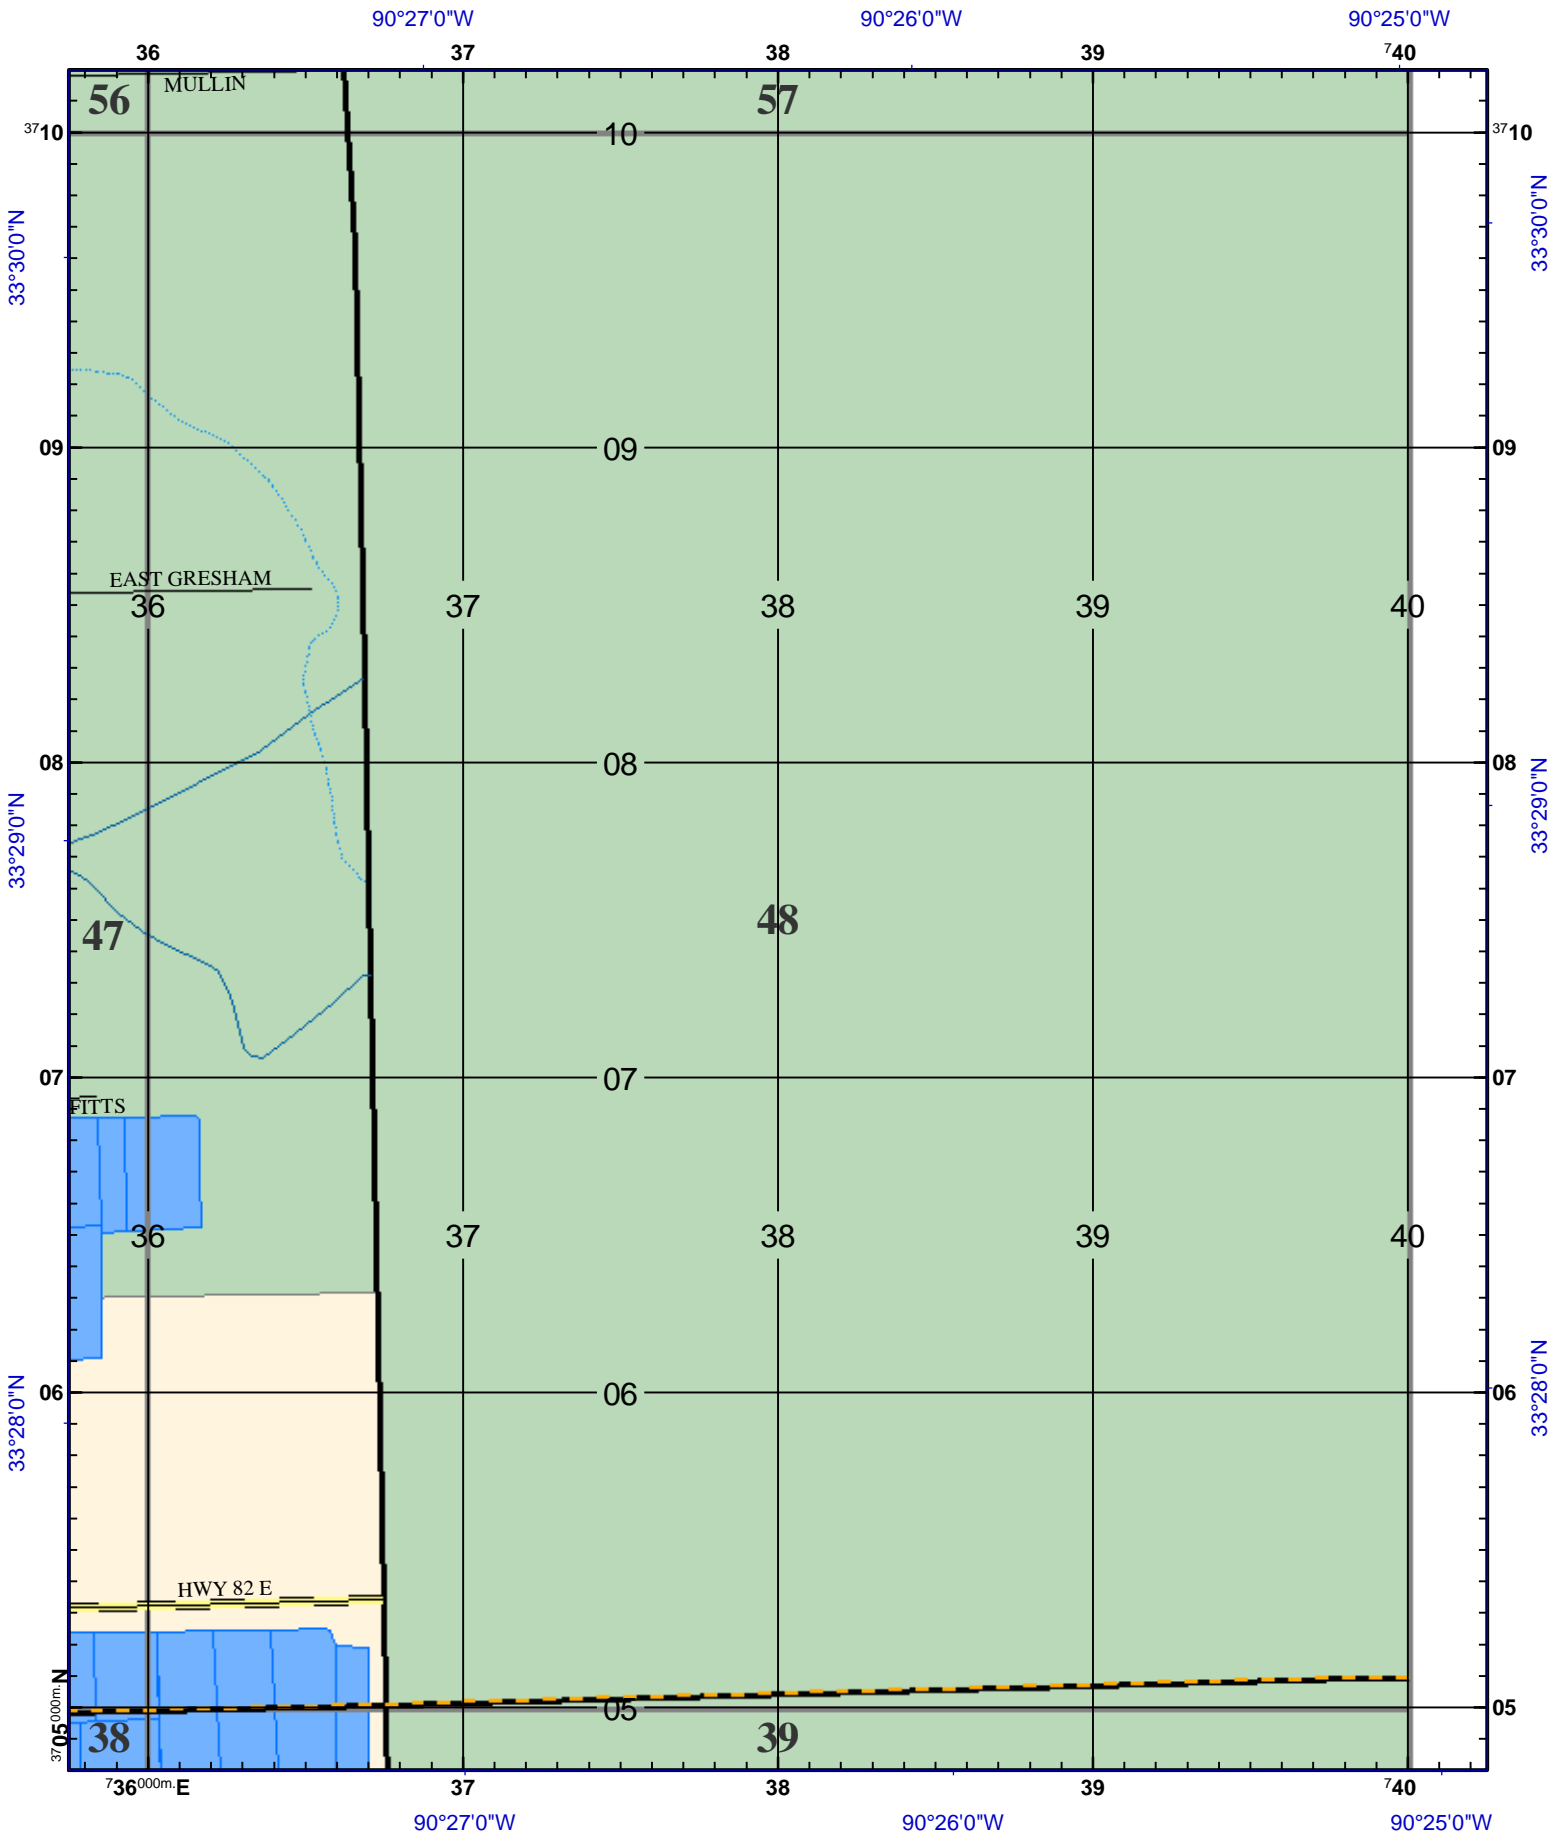 90°27'0"W 90°26'0"W 90°25'0"W
36 37 38 39 ⁷40
MULLIN
56 57
³⁷10 10 ³⁷10
33°30'0"N 33°30'0"N
09 09 09
EAST GRESHAM
36 37 38 39 40
08 08 08
33°29'0"N 33°29'0"N
47 48
07 07 07
FITTS
36 37 38 39 40
06 06 06
33°28'0"N 33°28'0"N
HWY 82 E
³⁷05⁰⁰⁰ᵐ·N 05 05
38 39
⁷36⁰⁰⁰ᵐ·E 37 38 39 ⁷40
90°27'0"W 90°26'0"W 90°25'0"W